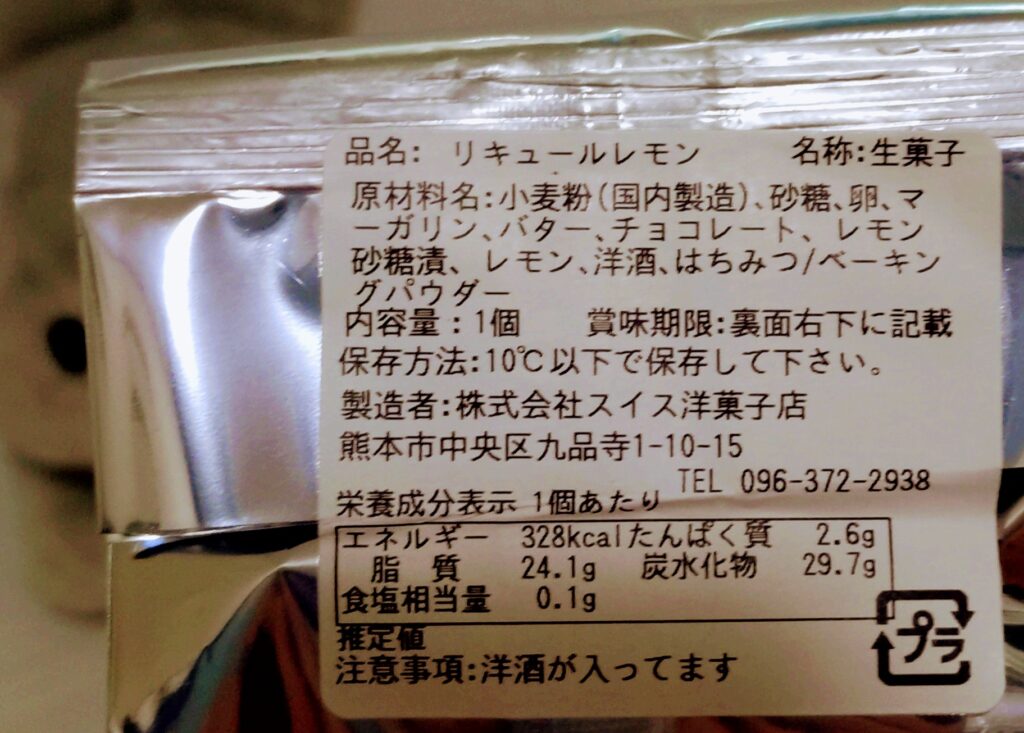 品名: リキュールレモン 名称:生菓子
原材料名:小麦粉(国内製造)、砂糖、卵、マ
ーガリン、バター、チョコレート、レモン
砂糖漬、レモン、洋酒、はちみつ/ベーキン
グパウダー
内容量:1個 賞味期限:裏面右下に記載
保存方法:10℃以下で保存して下さい。
製造者:株式会社スイス洋菓子店
熊本市中央区九品寺1-10-15
TEL 096-372-2938
栄養成分表示 1個あたり
エネルギー 328kcal たんぱく質 2.6g
脂質 24.1g 炭水化物 29.7g
食塩相当量 0.1g
推定値
注意事項:洋酒が入ってます
プラ